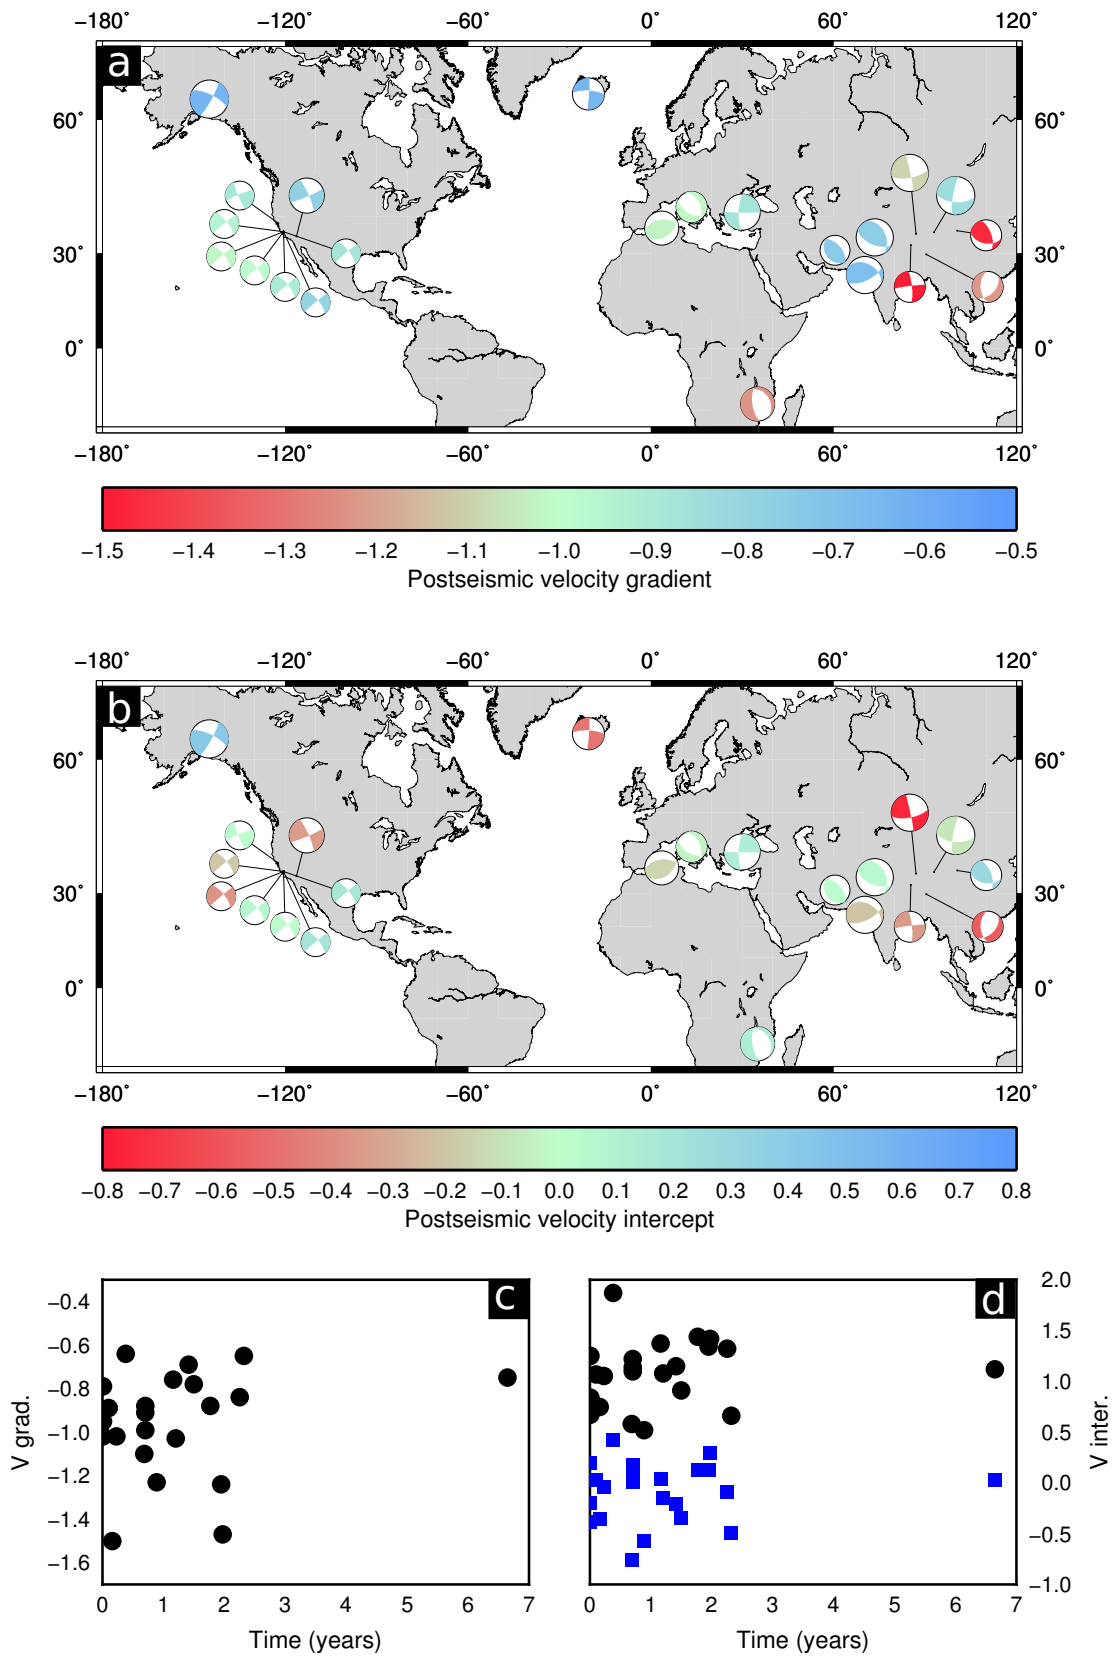 −180˚ −120˚ −60˚ 0˚ 60˚ 120˚
a
60˚ 60˚
30˚ 30˚
0˚ 0˚
−180˚ −120˚ −60˚ 0˚ 60˚ 120˚
−1.5 −1.4 −1.3 −1.2 −1.1 −1.0 −0.9 −0.8 −0.7 −0.6 −0.5
Postseismic velocity gradient
−180˚ −120˚ −60˚ 0˚ 60˚ 120˚
b
60˚ 60˚
30˚ 30˚
0˚ 0˚
−180˚ −120˚ −60˚ 0˚ 60˚ 120˚
−0.8 −0.7 −0.6 −0.5 −0.4 −0.3 −0.2 −0.1 0.0 0.1 0.2 0.3 0.4 0.5 0.6 0.7 0.8
Postseismic velocity intercept
c
−0.4
−0.6
−0.8
−1.0
−1.2
−1.4
−1.6
V grad.
0 1 2 3 4 5 6 7
Time (years)
d
2.0
1.5
1.0
0.5
0.0
−0.5
−1.0
V inter.
0 1 2 3 4 5 6 7
Time (years)